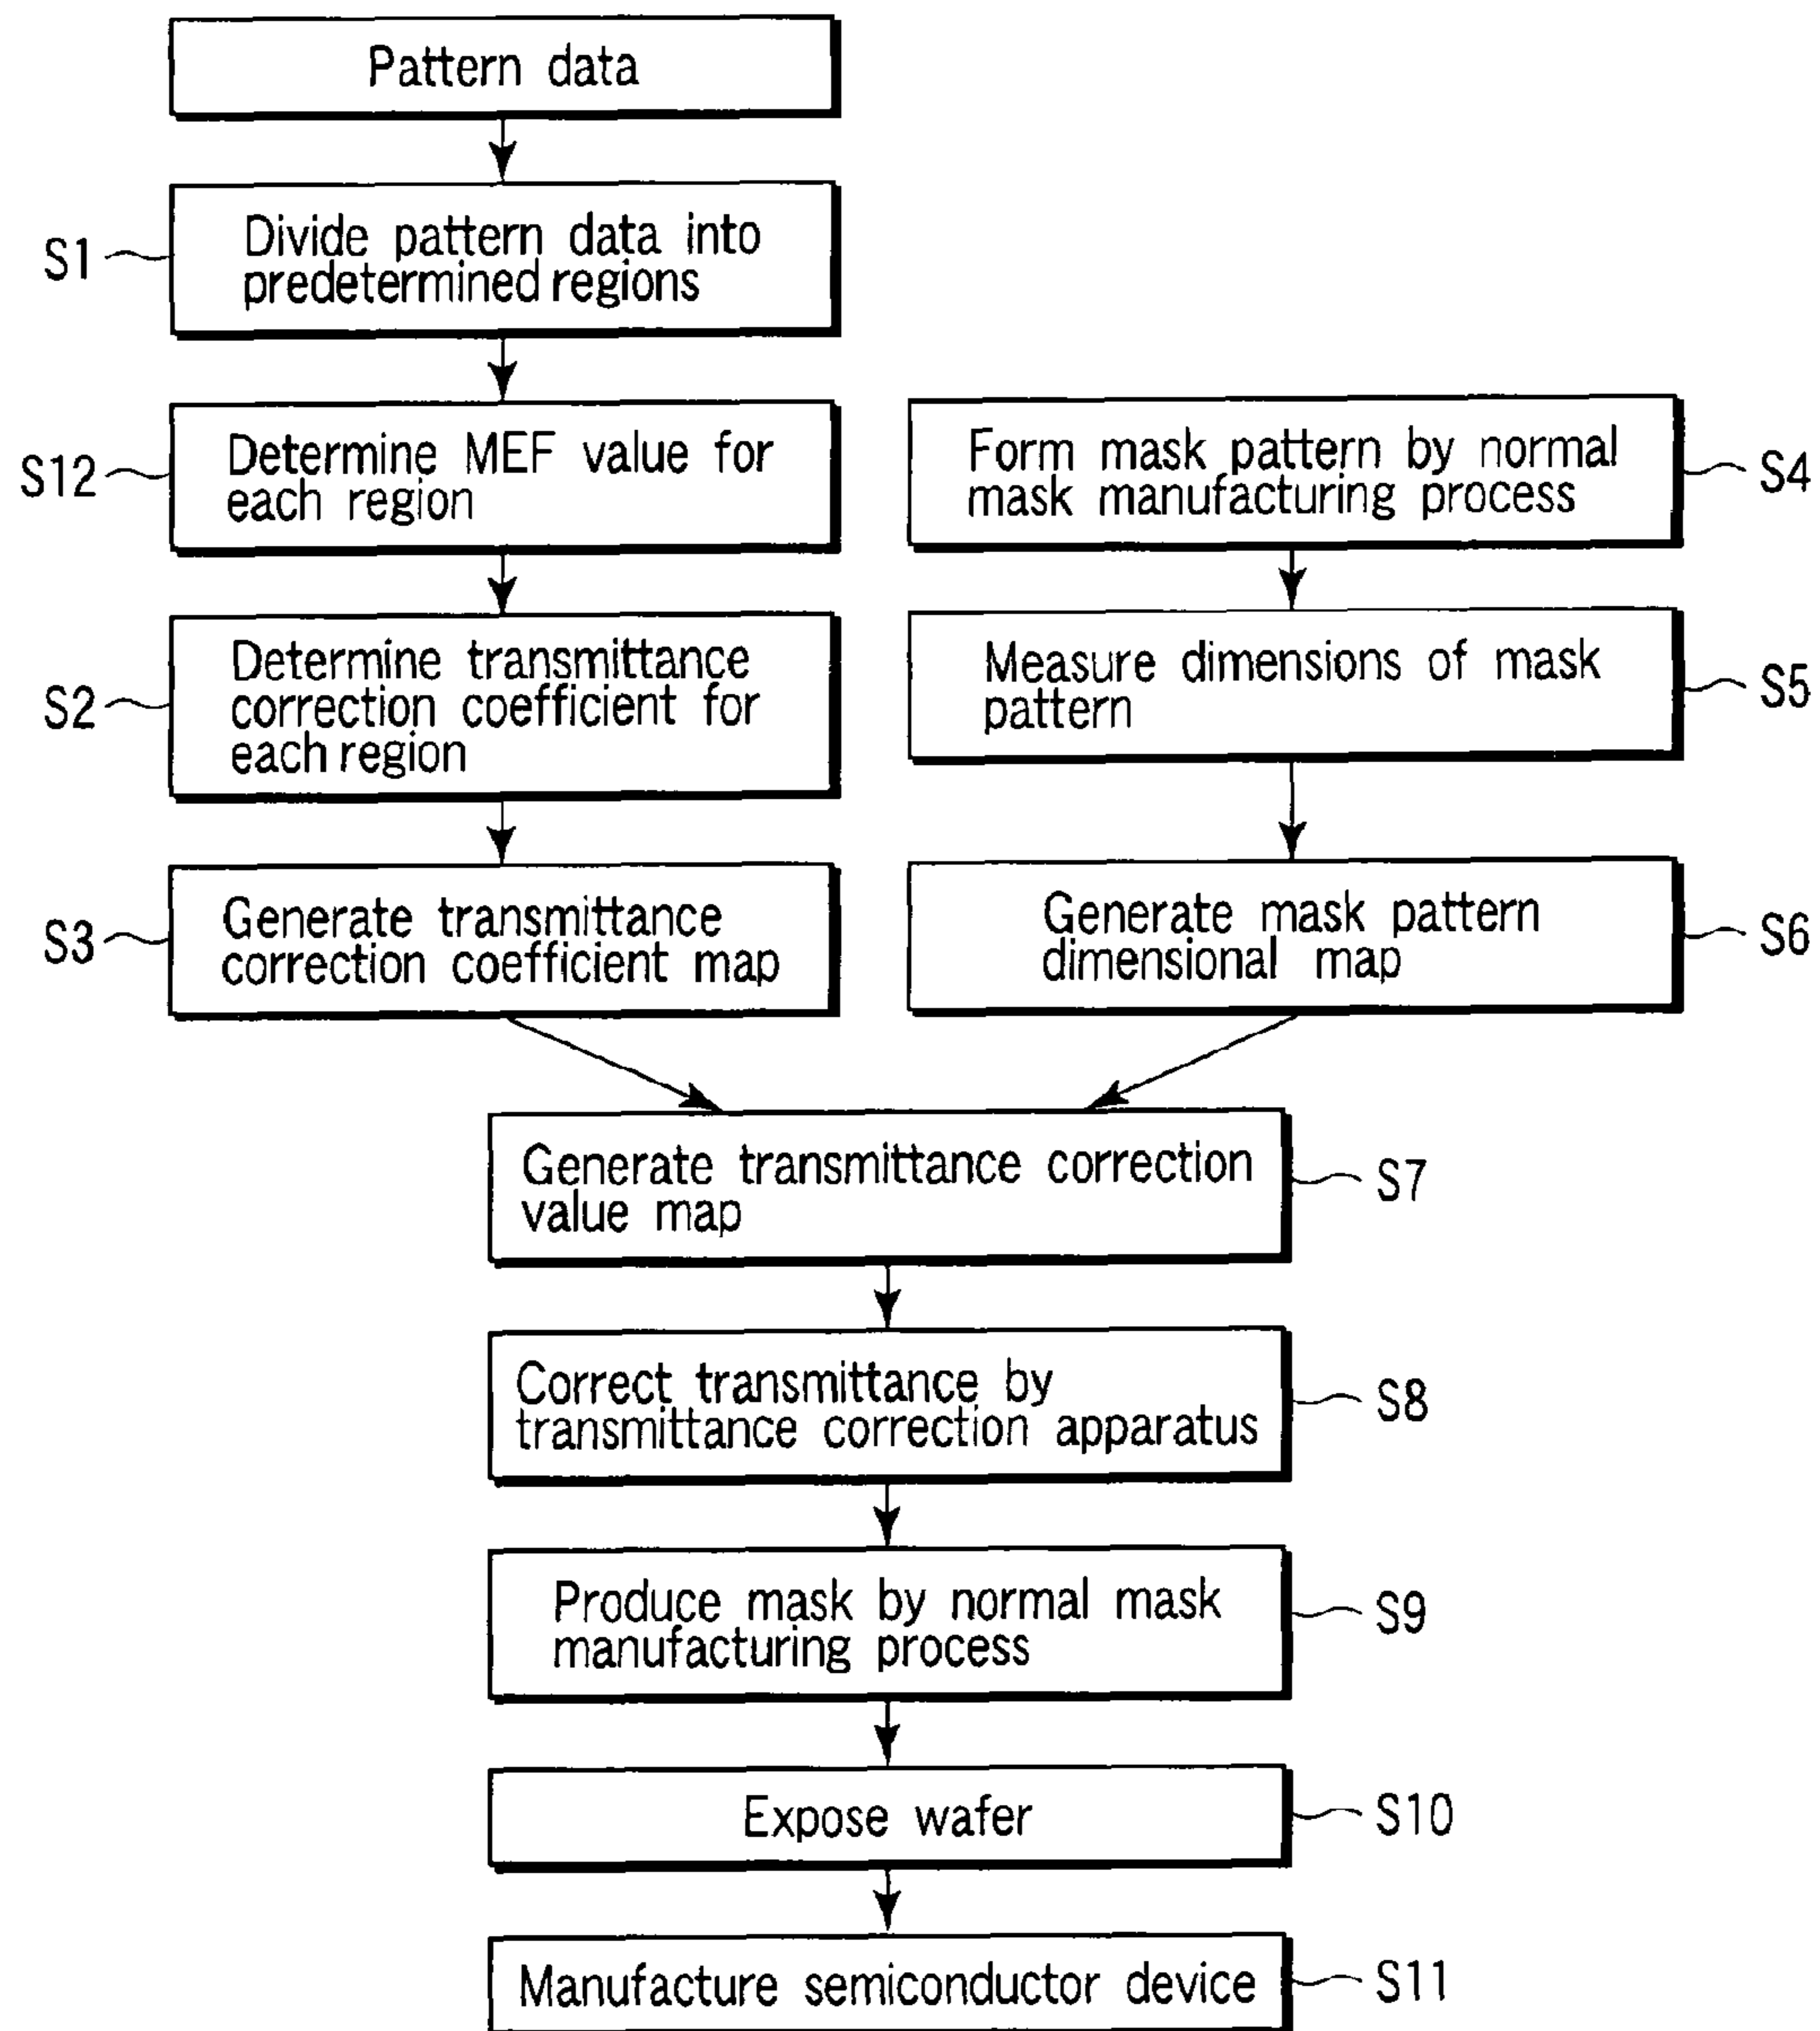 Pattern data
S1
Divide pattern data into
predetermined regions
S12
Determine MEF value for
each region
S2
Determine transmittance
correction coefficient for
each region
S3
Generate transmittance
correction coefficient map
Form mask pattern by normal
mask manufacturing process
S4
Measure dimensions of mask
pattern
S5
Generate mask pattern
dimensional map
S6
Generate transmittance correction
value map
S7
Correct transmittance by
transmittance correction apparatus
S8
Produce mask by normal mask
manufacturing process
S9
Expose wafer
S10
Manufacture semiconductor device
S11